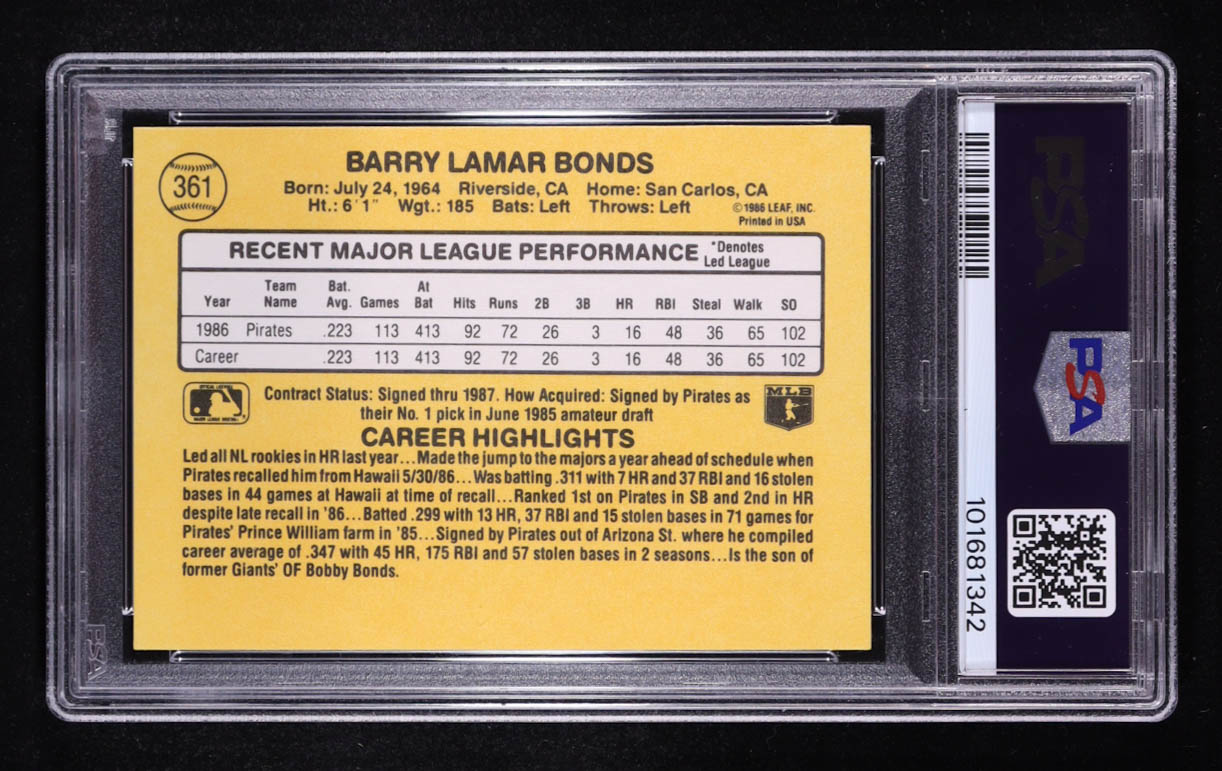 361
BARRY LAMAR BONDS
Born: July 24, 1964 Riverside, CA Home: San Carlos, CA
Ht.: 6'1" Wgt.: 185 Bats: Left Throws: Left
©1986 LEAF, INC.
Printed in USA
RECENT MAJOR LEAGUE PERFORMANCE
*Denotes
Led League
Year Team Name Bat. Avg. Games At Bat Hits Runs 2B 3B HR RBI Steal Walk SO
1986 Pirates .223 113 413 92 72 26 3 16 48 36 65 102
Career .223 113 413 92 72 26 3 16 48 36 65 102
Contract Status: Signed thru 1987. How Acquired: Signed by Pirates as
their No. 1 pick in June 1985 amateur draft
MLB
CAREER HIGHLIGHTS
Led all NL rookies in HR last year...Made the jump to the majors a year ahead of schedule when
Pirates recalled him from Hawaii 5/30/86...Was batting .311 with 7 HR and 37 RBI and 16 stolen
bases in 44 games at Hawaii at time of recall...Ranked 1st on Pirates in SB and 2nd in HR
despite late recall in '86...Batted .299 with 13 HR, 37 RBI and 15 stolen bases in 71 games for
Pirates' Prince William farm in '85...Signed by Pirates out of Arizona St. where he compiled
career average of .347 with 45 HR, 175 RBI and 57 stolen bases in 2 seasons...Is the son of
former Giants' OF Bobby Bonds.
PSA
PSA
PSA
101681342